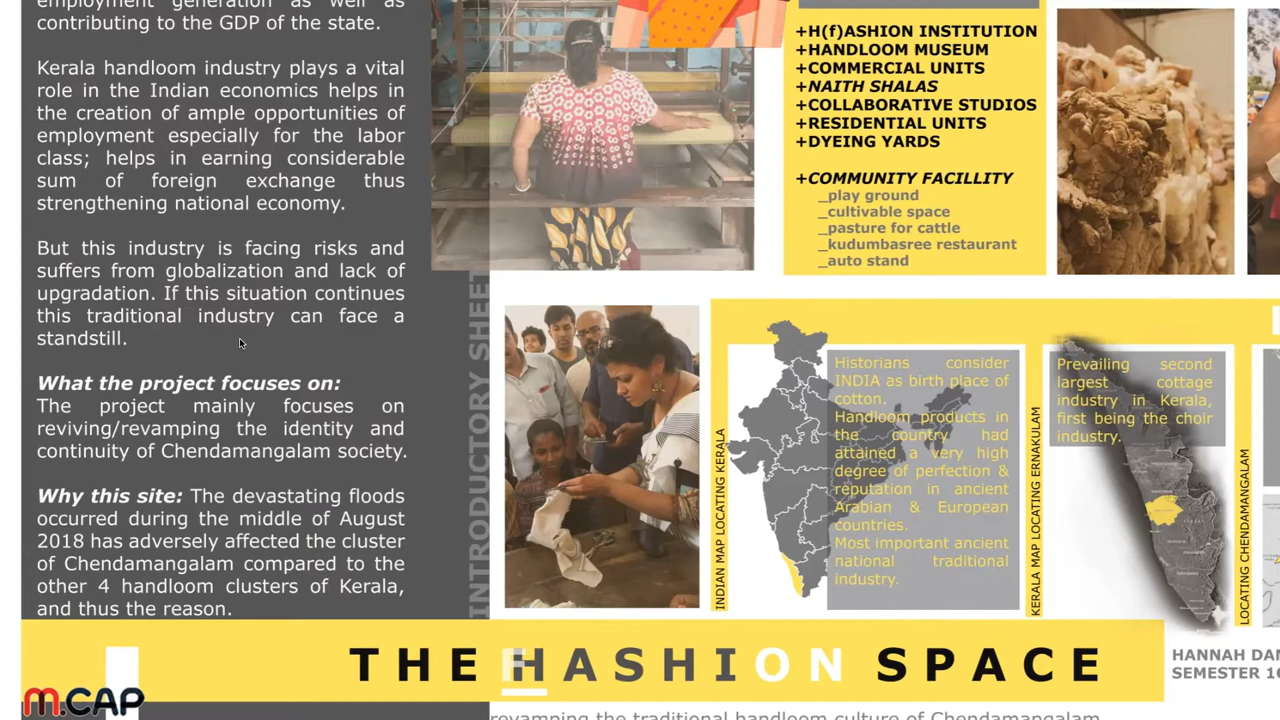 employment generation as well as
contributing to the GDP of the state.
Kerala handloom industry plays a vital
role in the Indian economics helps in
the creation of ample opportunities of
employment especially for the labor
class; helps in earning considerable
sum of foreign exchange thus
strengthening national economy.
But this industry is facing risks and
suffers from globalization and lack of
upgradation. If this situation continues
this traditional industry can face a
standstill.
What the project focuses on:
The project mainly focuses on
reviving/revamping the identity and
continuity of Chendamangalam society.
Why this site: The devastating floods
occurred during the middle of August
2018 has adversely affected the cluster
of Chendamangalam compared to the
other 4 handloom clusters of Kerala,
and thus the reason.
INTRODUCTORY SHEET
+H(f)ASHION INSTITUTION
+HANDLOOM MUSEUM
+COMMERCIAL UNITS
+NAITH SHALAS
+COLLABORATIVE STUDIOS
+RESIDENTIAL UNITS
+DYEING YARDS
+COMMUNITY FACILLITY
_play ground
_cultivable space
_pasture for cattle
_kudumbasree restaurant
_auto stand
INDIAN MAP LOCATING KERALA
Historians consider
INDIA as birth place of
cotton.
Handloom products in
the country had
attained a very high
degree of perfection &
reputation in ancient
Arabian & European
countries.
Most important ancient
national traditional
industry.
KERALA MAP LOCATING ERNAKULAM
Prevailing second
largest cottage
industry in Kerala,
first being the choir
industry.
LOCATING CHENDAMANGALAM
THE HASHION SPACE
HANNAH DAN
SEMESTER 10
m.CAP
revamping the traditional handloom culture of Chendamangalam